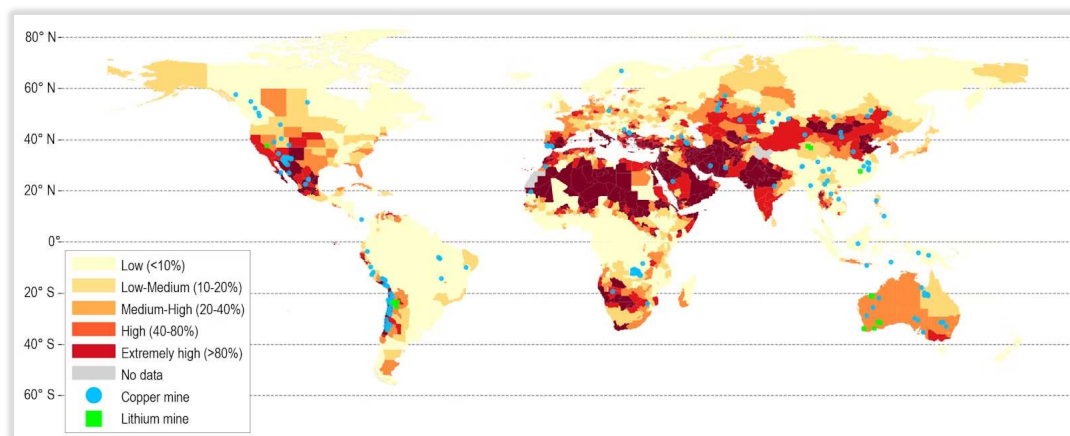 80° N
60° N
40° N
20° N
0°
20° S
40° S
60° S
Low (<10%)
Low-Medium (10-20%)
Medium-High (20-40%)
High (40-80%)
Extremely high (>80%)
No data
Copper mine
Lithium mine